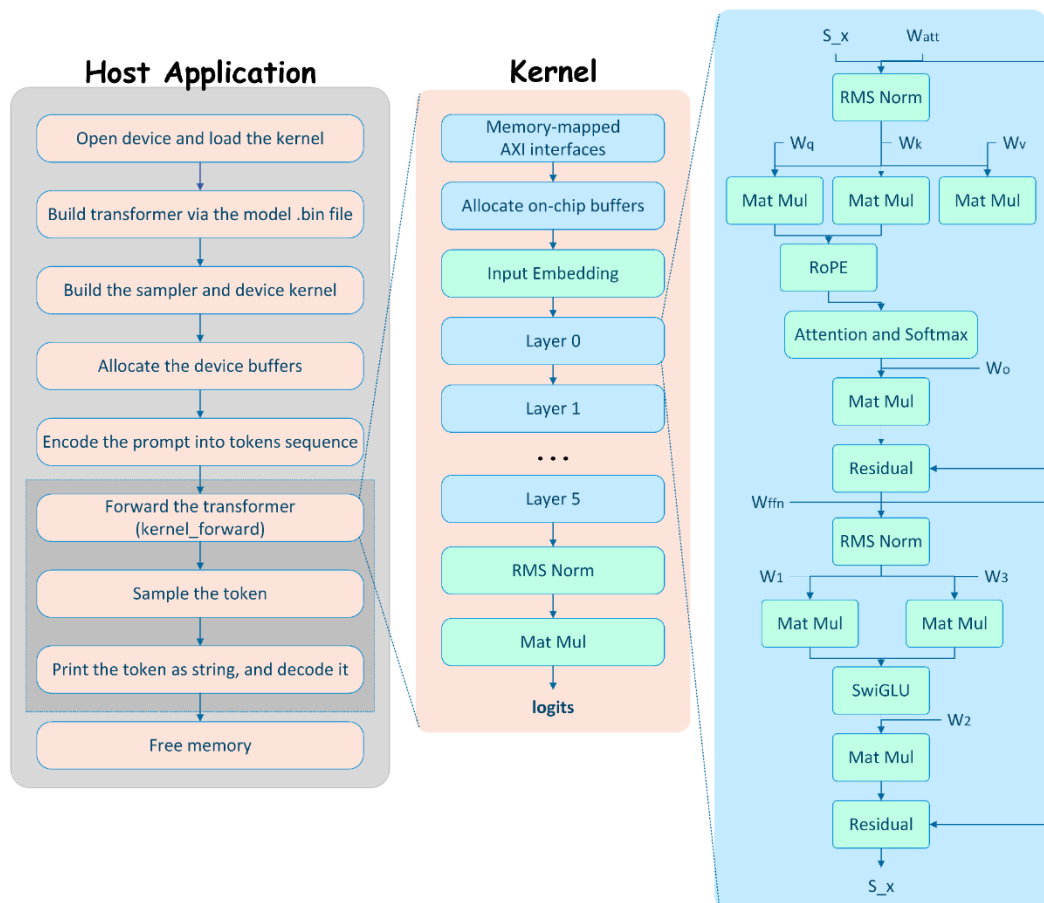 Host Application
Open device and load the kernel
Build transformer via the model .bin file
Build the sampler and device kernel
Allocate the device buffers
Encode the prompt into tokens sequence
Forward the transformer
(kernel_forward)
Sample the token
Print the token as string, and decode it
Free memory
Kernel
Memory-mapped
AXI interfaces
Allocate on-chip buffers
Input Embedding
Layer 0
Layer 1
...
Layer 5
RMS Norm
Mat Mul
logits
S_x Watt
RMS Norm
Wq Wk Wv
Mat Mul Mat Mul Mat Mul
RoPE
Attention and Softmax
Wo
Mat Mul
Residual
Wffn
RMS Norm
W1 W3
Mat Mul Mat Mul
SwiGLU
W2
Mat Mul
Residual
S_x